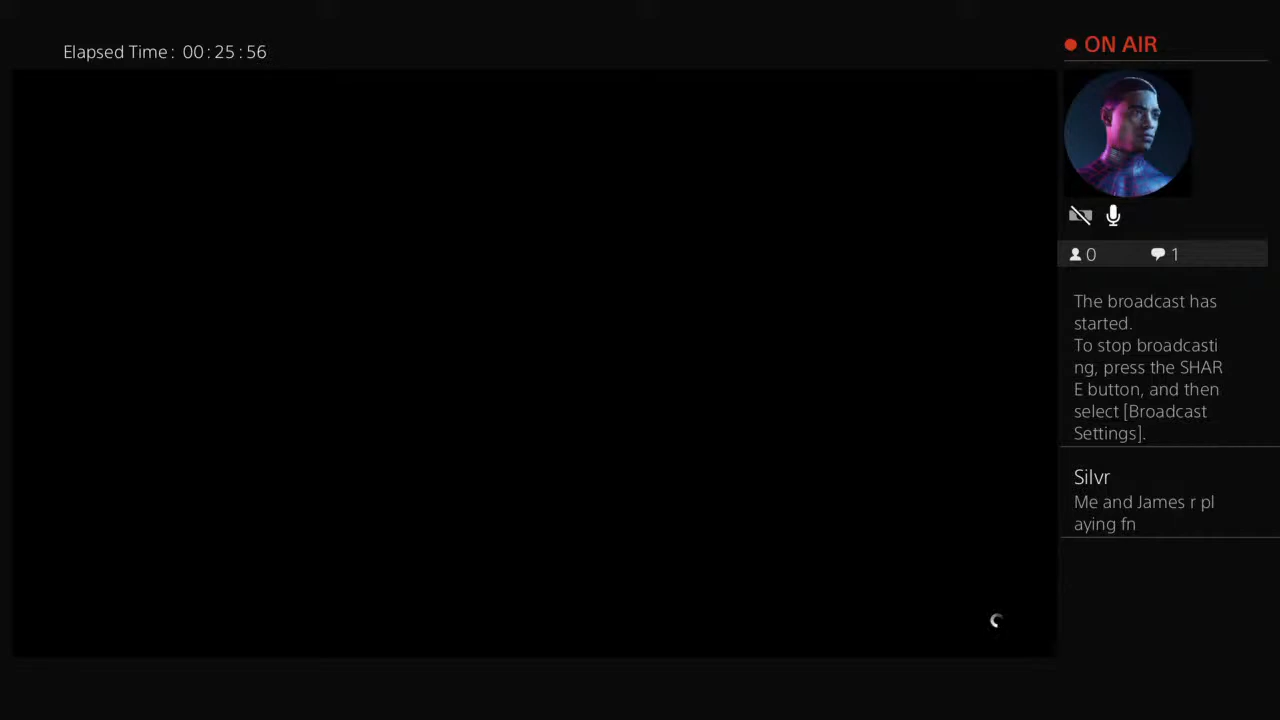 Elapsed Time: 00:25:56
ON AIR
0 1
The broadcast has
started.
To stop broadcasti
ng, press the SHAR
E button, and then
select [Broadcast
Settings].
Silvr
Me and James r pl
aying fn